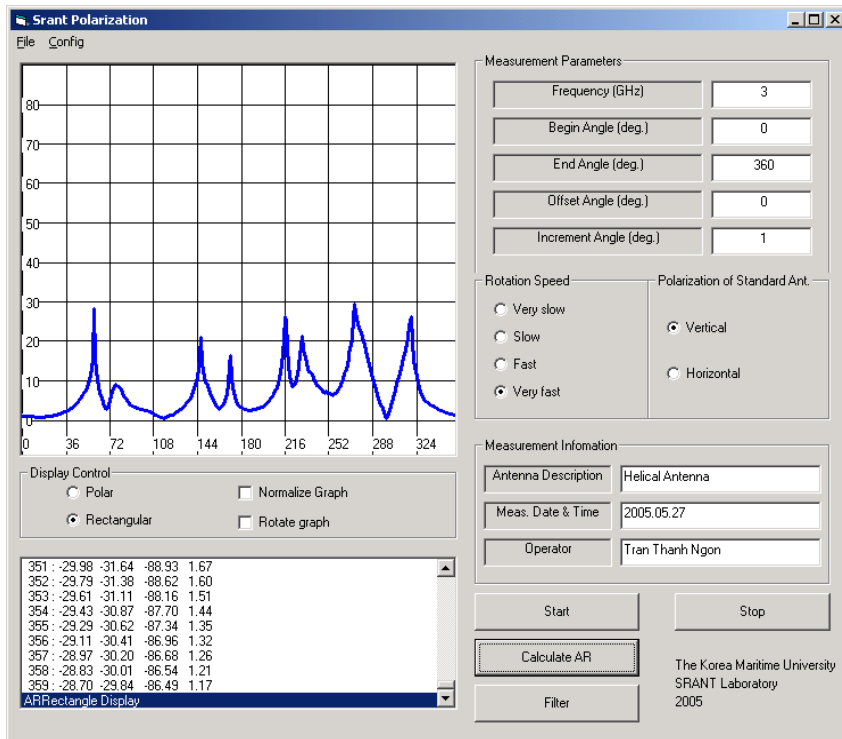 Srant Polarization
File Config
80
70
60
50
40
30
20
10
0
0 36 72 108 144 180 216 252 288 324
Display Control
Polar
Normalize Graph
Rectangular
Rotate graph
351 : -29.98 -31.64 -88.93 1.67
352 : -29.79 -31.38 -88.62 1.60
353 : -29.61 -31.11 -88.16 1.51
354 : -29.43 -30.87 -87.70 1.44
355 : -29.29 -30.62 -87.34 1.35
356 : -29.11 -30.41 -86.96 1.32
357 : -28.97 -30.20 -86.68 1.26
358 : -28.83 -30.01 -86.54 1.21
359 : -28.70 -29.84 -86.49 1.17
ARRectangle Display
Measurement Parameters
Frequency (GHz) 3
Begin Angle (deg.) 0
End Angle (deg.) 360
Offset Angle (deg.) 0
Increment Angle (deg.) 1
Rotation Speed
Very slow
Slow
Fast
Very fast
Polarization of Standard Ant.
Vertical
Horizontal
Measurement Infomation
Antenna Description Helical Antenna
Meas. Date & Time 2005.05.27
Operator Tran Thanh Ngon
Start
Stop
Calculate AR
Filter
The Korea Maritime University
SRANT Laboratory
2005